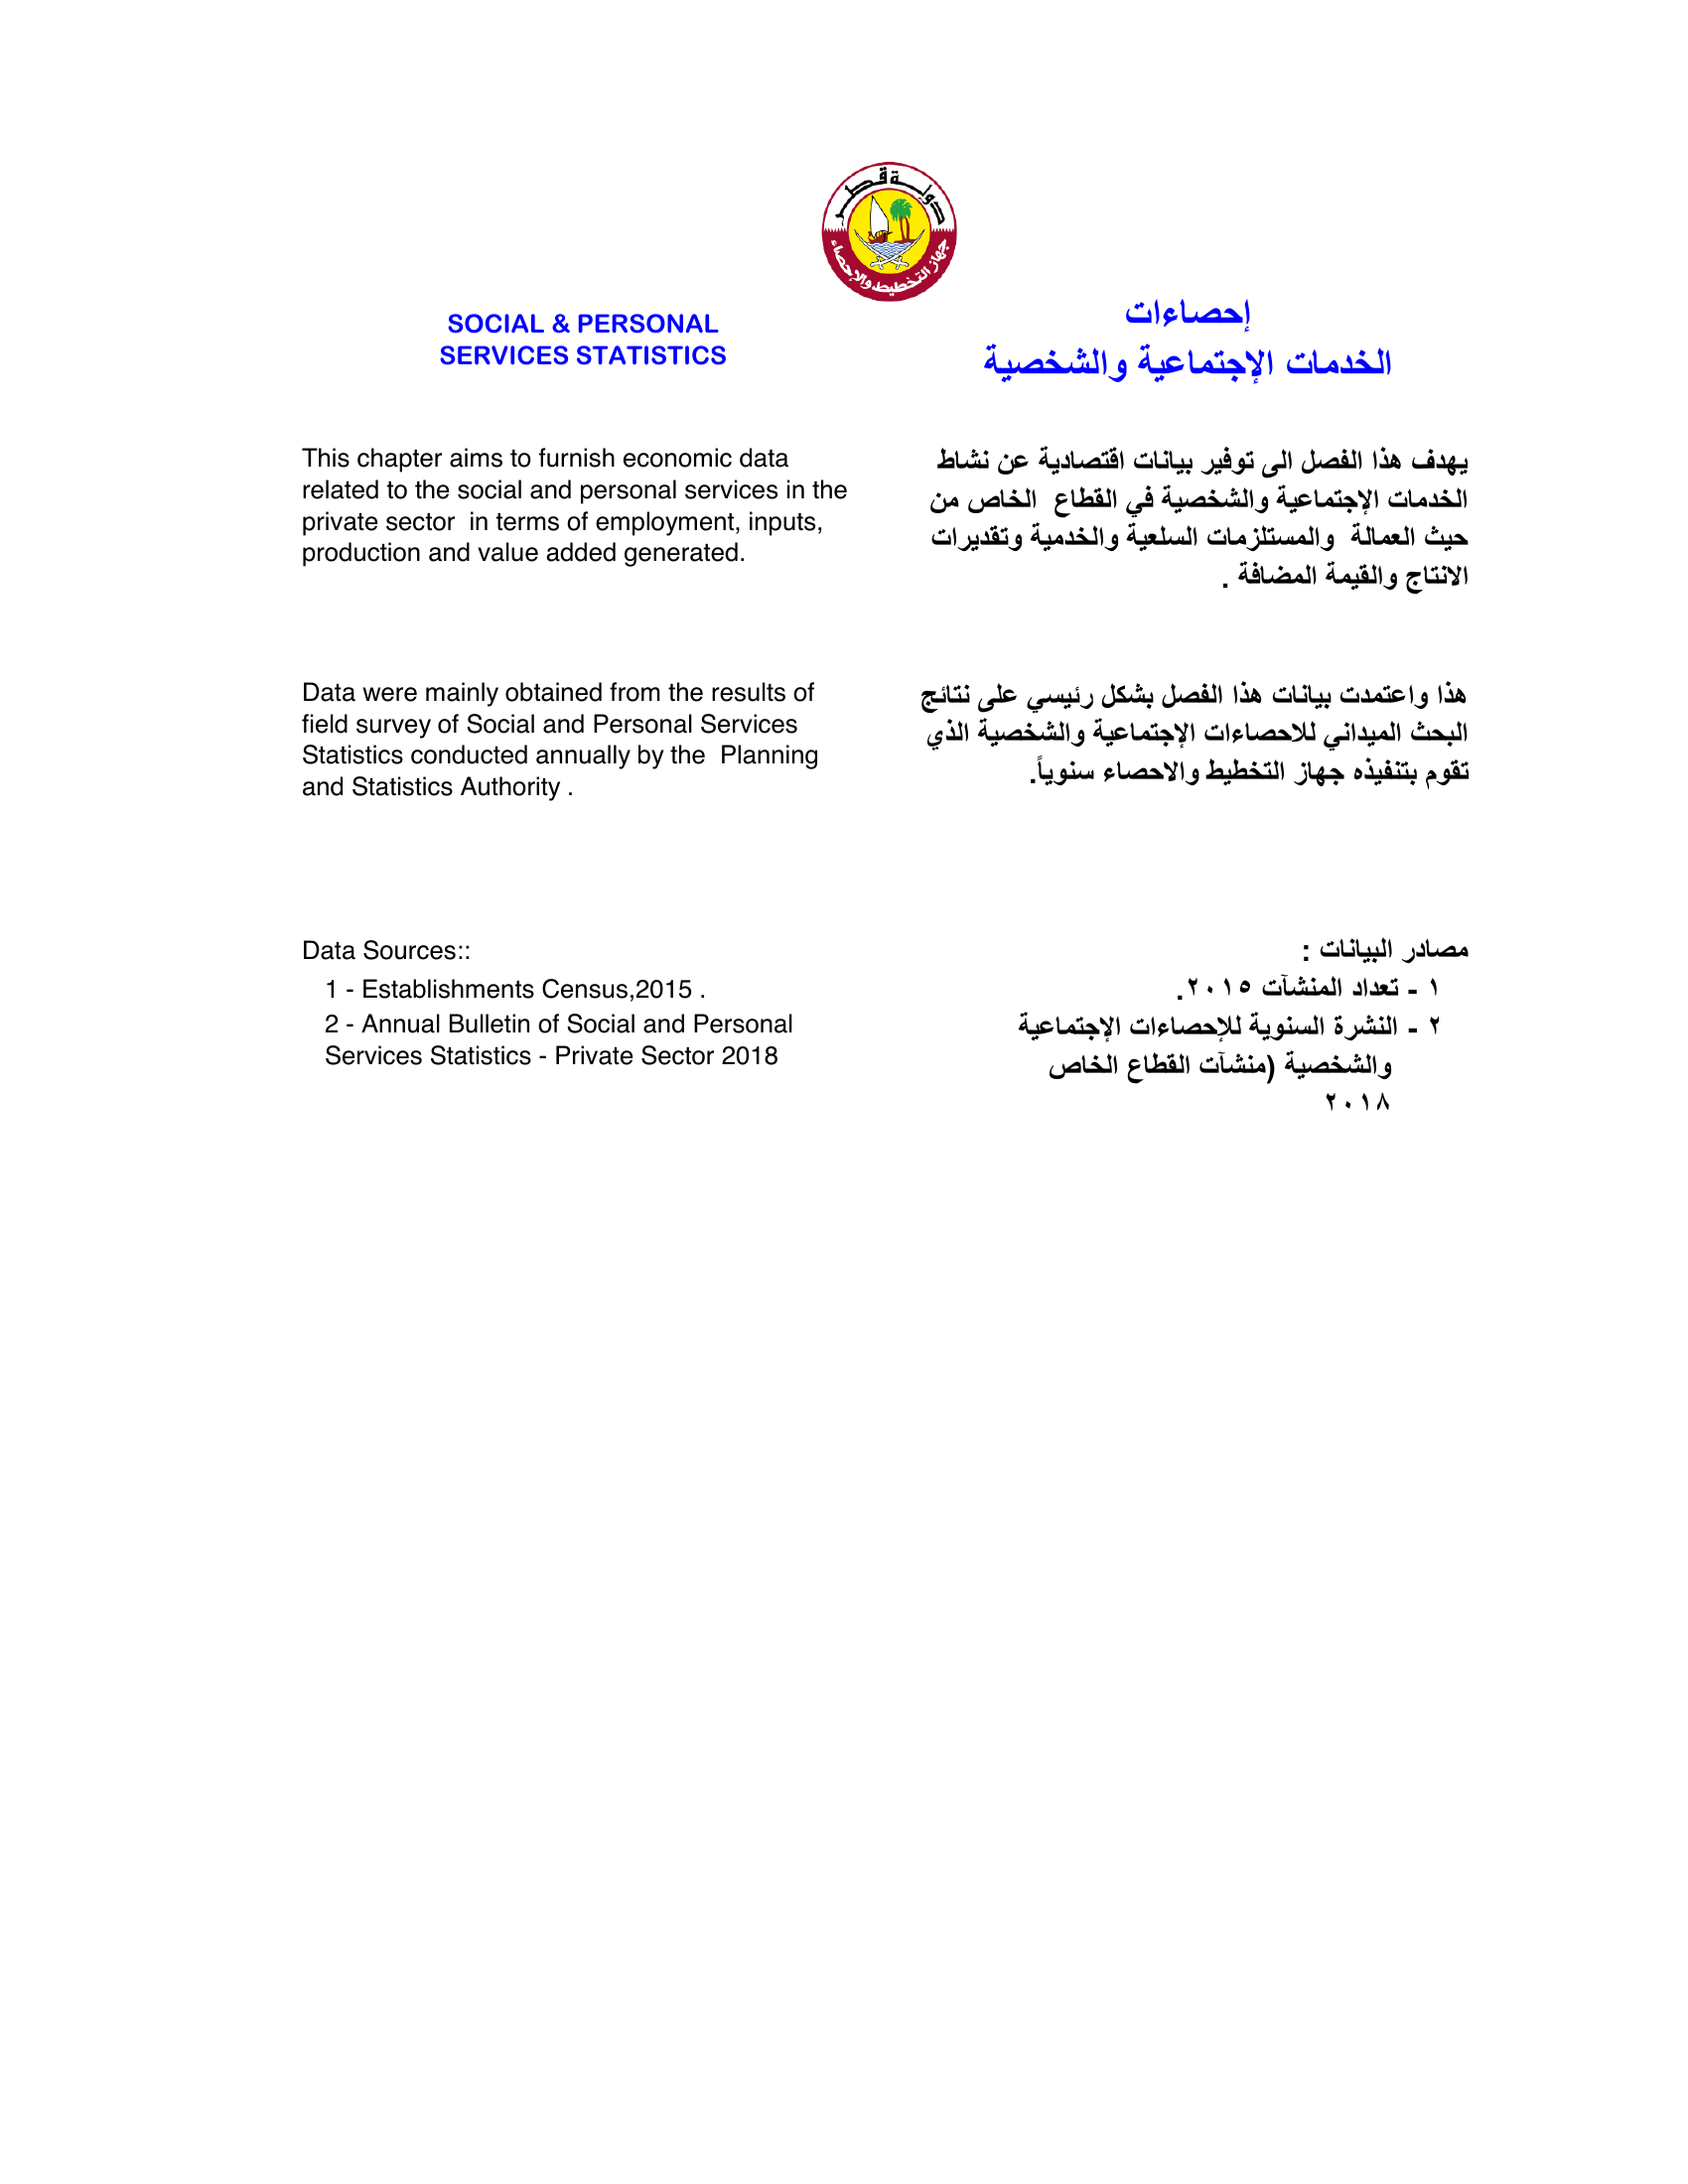 دولة قطر
جهاز التخطيط والإحصاء
SOCIAL & PERSONAL
SERVICES STATISTICS
This chapter aims to furnish economic data
related to the social and personal services in the
private sector  in terms of employment, inputs,
production and value added generated.
Data were mainly obtained from the results of
field survey of Social and Personal Services
Statistics conducted annually by the  Planning
and Statistics Authority .
Data Sources::
1 - Establishments Census,2015 .
2 - Annual Bulletin of Social and Personal
Services Statistics - Private Sector 2018
إحصاءات
الخدمات الإجتماعية والشخصية
يهدف هذا الفصل الى توفير بيانات اقتصادية عن نشاط
الخدمات الإجتماعية والشخصية في القطاع  الخاص من
حيث العمالة  والمستلزمات السلعية والخدمية وتقديرات
الانتاج والقيمة المضافة .
هذا واعتمدت بيانات هذا الفصل بشكل رئيسي على نتائج
البحث الميداني للاحصاءات الإجتماعية والشخصية الذي
تقوم بتنفيذه جهاز التخطيط والاحصاء سنوياً.
مصادر البيانات :
١ - تعداد المنشآت ٢٠١٥.
٢ - النشرة السنوية للإحصاءات الإجتماعية
والشخصية (منشآت القطاع الخاص
٢٠١٨